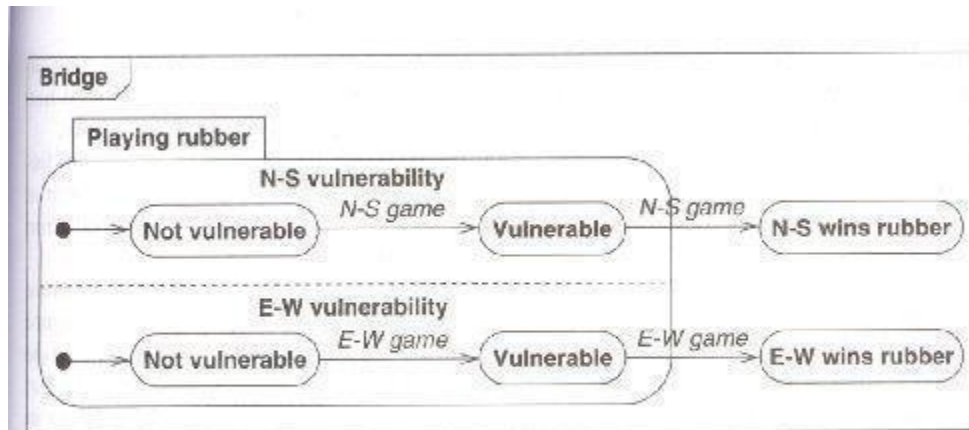 Bridge
Playing rubber
N-S vulnerability
N-S game
N-S game
Not vulnerable
Vulnerable
N-S wins rubber
E-W vulnerability
E-W game
E-W game
Not vulnerable
Vulnerable
E-W wins rubber